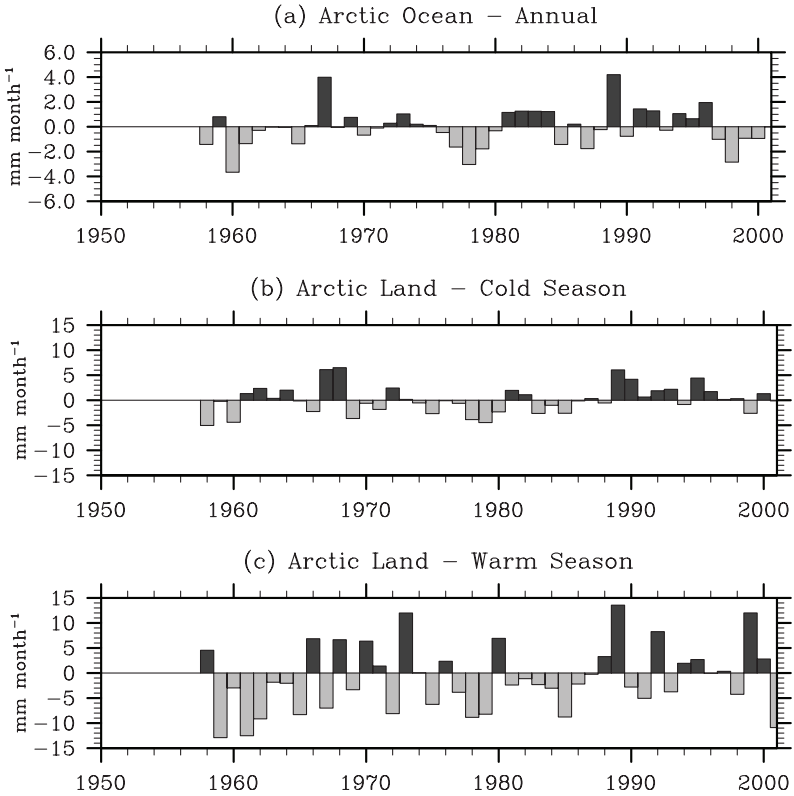 (a) Arctic Ocean − Annual
mm month⁻¹
6.0
4.0
2.0
0.0
−2.0
−4.0
−6.0
1950 1960 1970 1980 1990 2000
(b) Arctic Land − Cold Season
mm month⁻¹
15
10
5
0
−5
−10
−15
1950 1960 1970 1980 1990 2000
(c) Arctic Land − Warm Season
mm month⁻¹
15
10
5
0
−5
−10
−15
1950 1960 1970 1980 1990 2000